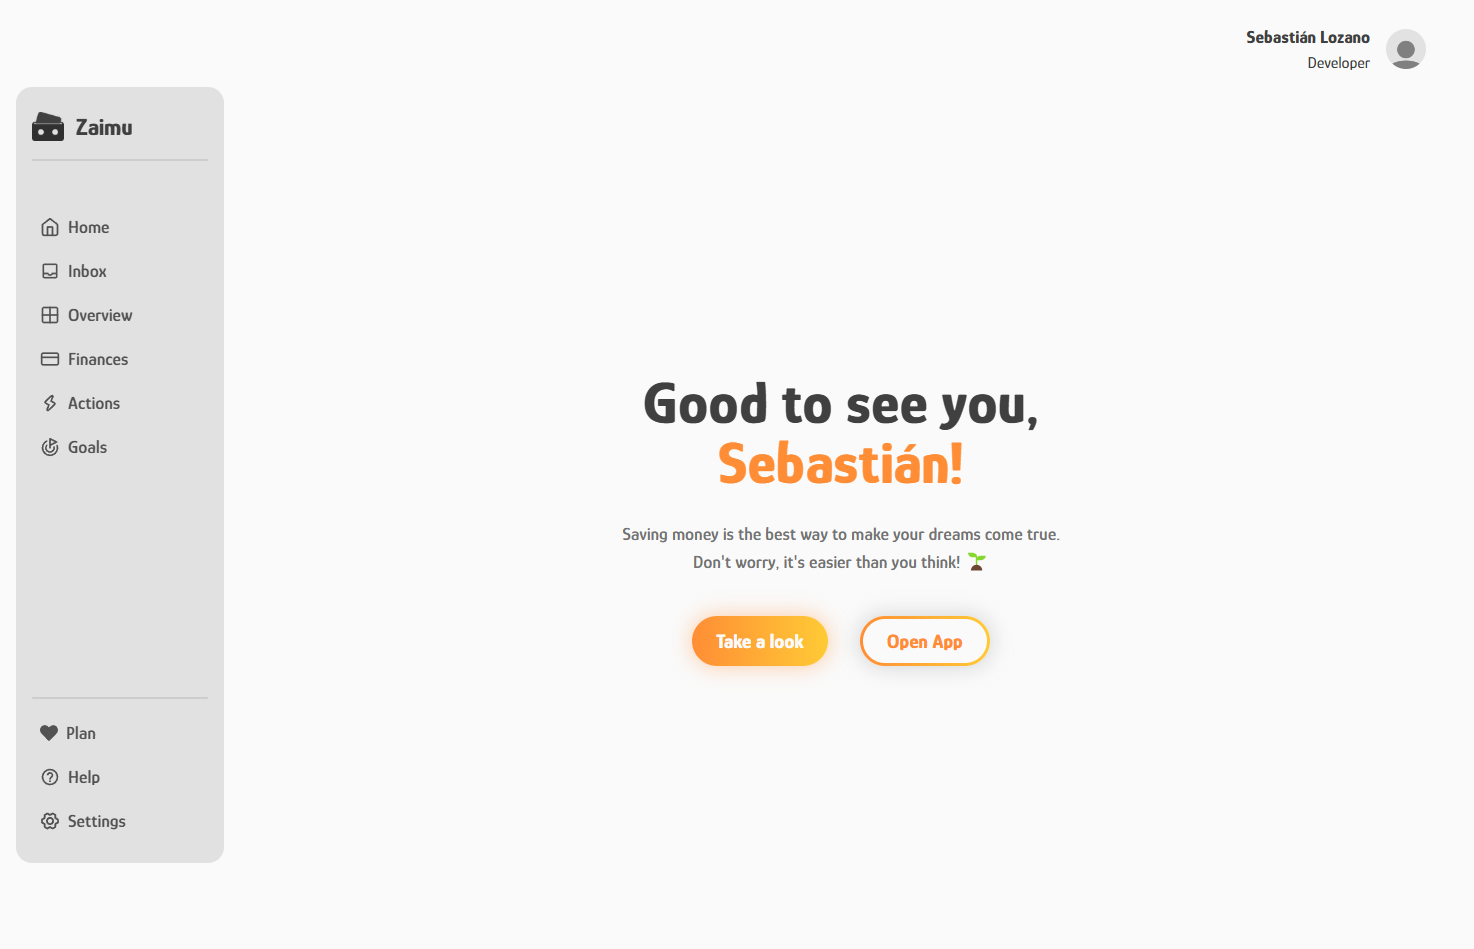 Sebastián Lozano
Developer
Zaimu
Home
Inbox
Overview
Finances
Actions
Goals
Plan
Help
Settings
Good to see you,
Sebastián!
Saving money is the best way to make your dreams come true.
Don't worry, it's easier than you think! 🌱
Take a look
Open App